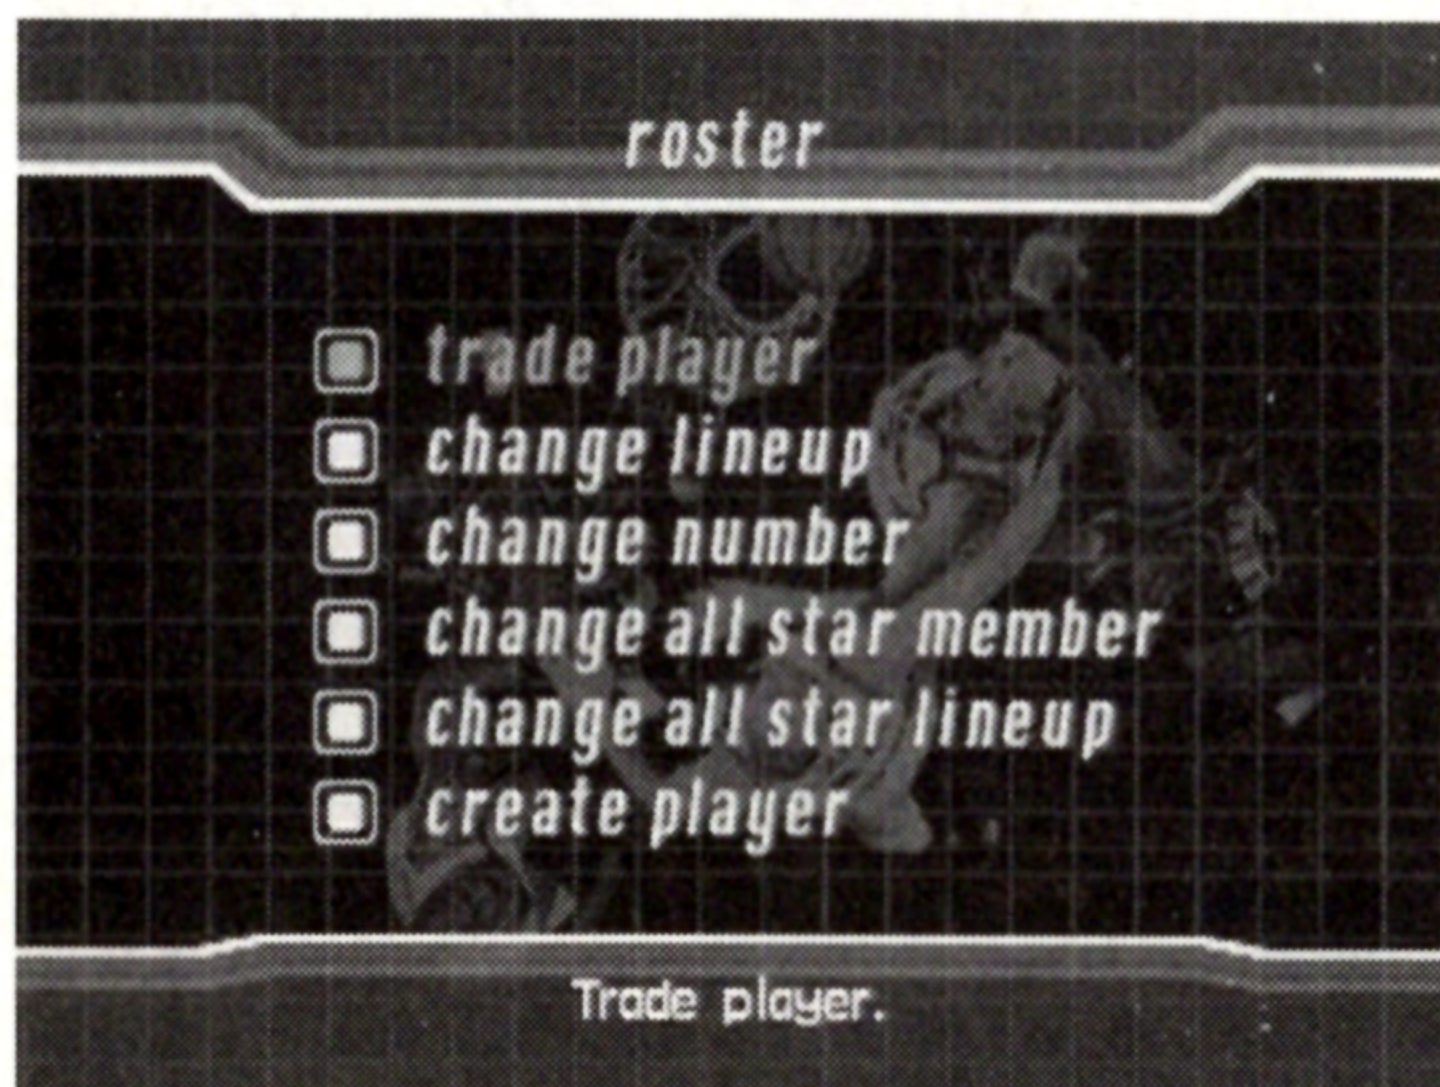 roster
trade player
change lineup
change number
change all star member
change all star lineup
create player
Trade player.